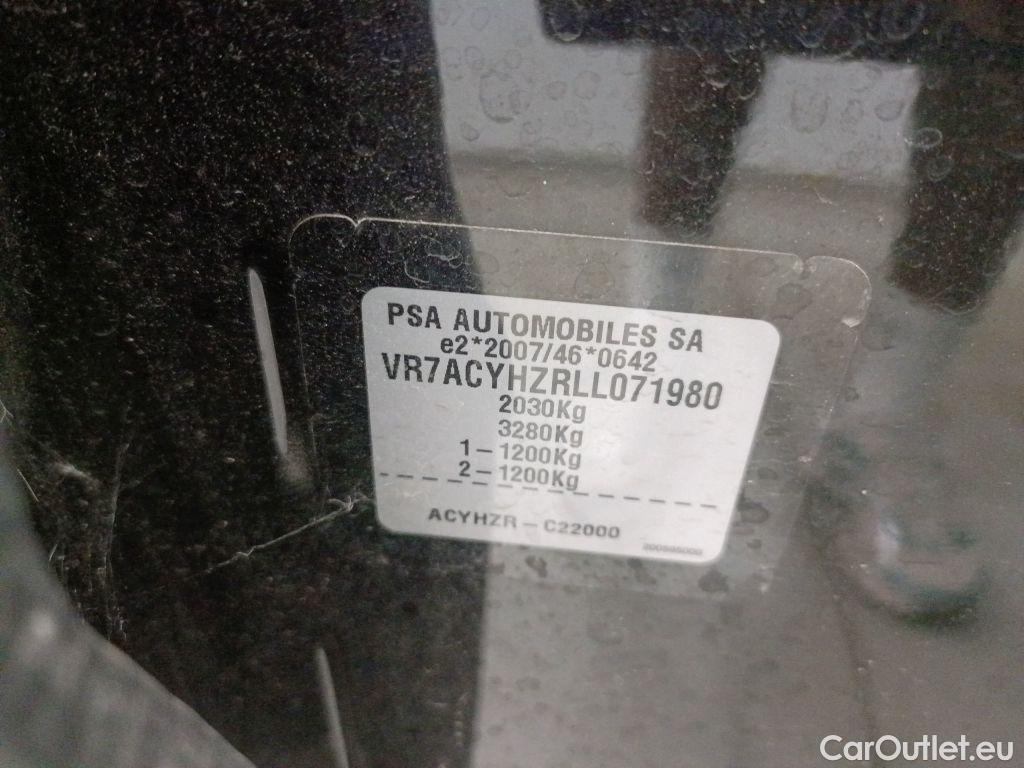 PSA AUTOMOBILES SA
e2*2007/46*0642
VR7ACYHZRLL071980
2030Kg
3280Kg
1 – 1200Kg
2 – 1200Kg
ACYHZR – C22000
CarOutlet.eu